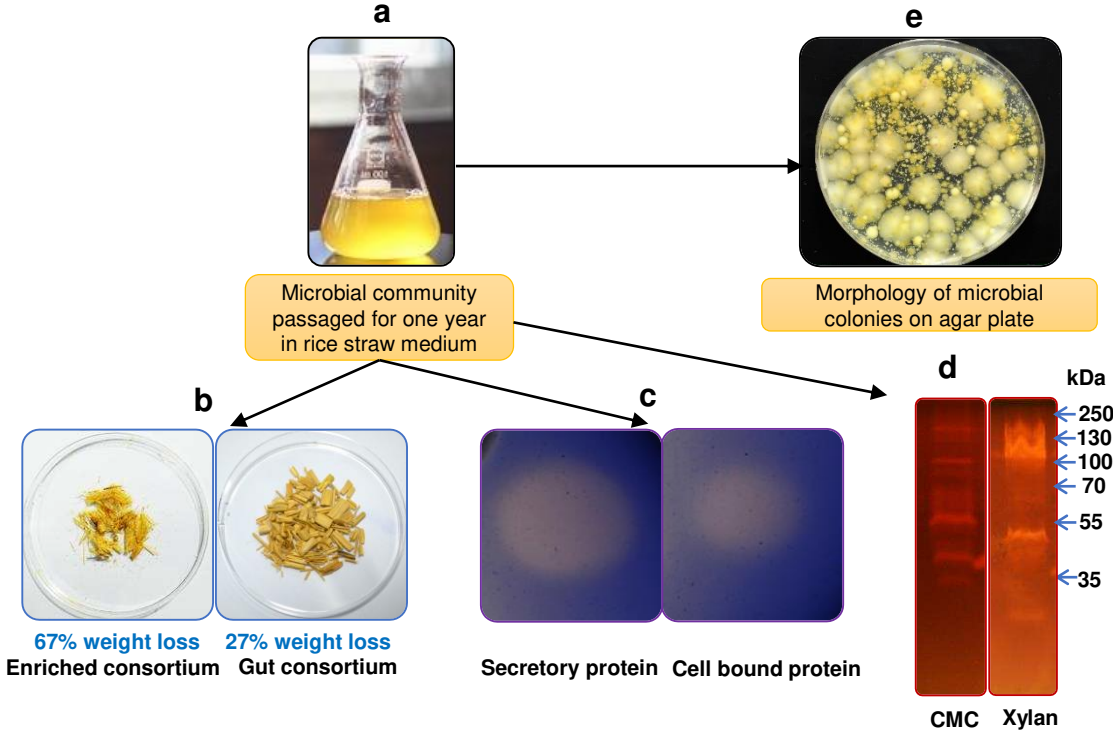 a
e
Microbial community
passaged for one year
in rice straw medium
Morphology of microbial
colonies on agar plate
b
c
d
kDa
250
130
100
70
55
35
67% weight loss
Enriched consortium
27% weight loss
Gut consortium
Secretory protein
Cell bound protein
CMC
Xylan